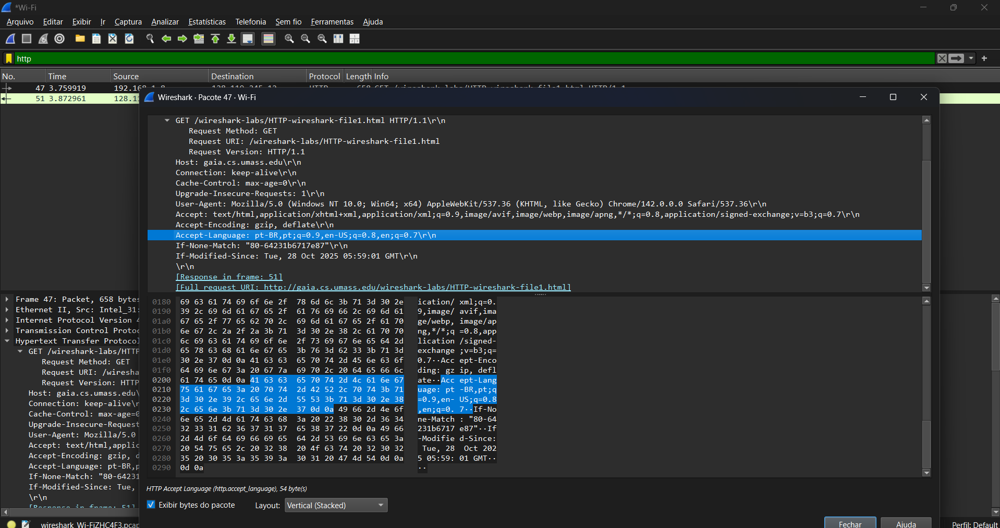 *Wi-Fi
Arquivo Editar Exibir Ir Captura Analizar Estatísticas Telefonia Sem fio Ferramentas Ajuda
http
No. Time Source Destination Protocol Length Info
47 3.759919 192.168.1.8 128.119.245.12 HTTP 658 GET /wireshark-labs/HTTP-wireshark-file1.html HTTP/1.1
51 3.872961 128.11
Wireshark · Pacote 47 · Wi-Fi
GET /wireshark-labs/HTTP-wireshark-file1.html HTTP/1.1\r\n
Request Method: GET
Request URI: /wireshark-labs/HTTP-wireshark-file1.html
Request Version: HTTP/1.1
Host: gaia.cs.umass.edu\r\n
Connection: keep-alive\r\n
Cache-Control: max-age=0\r\n
Upgrade-Insecure-Requests: 1\r\n
User-Agent: Mozilla/5.0 (Windows NT 10.0; Win64; x64) AppleWebKit/537.36 (KHTML, like Gecko) Chrome/142.0.0.0 Safari/537.36\r\n
Accept: text/html,application/xhtml+xml,application/xml;q=0.9,image/avif,image/webp,image/apng,*/*;q=0.8,application/signed-exchange;v=b3;q=0.7\r\n
Accept-Encoding: gzip, deflate\r\n
Accept-Language: pt-BR,pt;q=0.9,en-US;q=0.8,en;q=0.7\r\n
If-None-Match: "80-64231b6717e87"\r\n
If-Modified-Since: Tue, 28 Oct 2025 05:59:01 GMT\r\n
\r\n
[Response in frame: 51]
[Full request URI: http://gaia.cs.umass.edu/wireshark-labs/HTTP-wireshark-file1.html]
0180 69 63 61 74 69 6f 6e 2f 78 6d 6c 3b 71 3d 30 2e ication/ xml;q=0.
0190 39 2c 69 6d 61 67 65 2f 61 76 69 66 2c 69 6d 61 9,image/ avif,ima
01a0 67 65 2f 77 65 62 70 2c 69 6d 61 67 65 2f 61 70 ge/webp, image/ap
01b0 6e 67 2c 2a 2f 2a 3b 71 3d 30 2e 38 2c 61 70 70 ng,*/*;q =0.8,app
01c0 6c 69 63 61 74 69 6f 6e 2f 73 69 67 6e 65 64 2d lication /signed-
01d0 65 78 63 68 61 6e 67 65 3b 76 3d 62 33 3b 71 3d exchange ;v=b3;q=
01e0 30 2e 37 0d 0a 41 63 63 65 70 74 2d 45 6e 63 6f 0.7··Acc ept-Enco
01f0 64 69 6e 67 3a 20 67 7a 69 70 2c 20 64 65 66 6c ding: gz ip, defl
0200 61 74 65 0d 0a 41 63 63 65 70 74 2d 4c 61 6e 67 ate··Acc ept-Lang
0210 75 61 67 65 3a 20 70 74 2d 42 52 2c 70 74 3b 71 uage: pt -BR,pt;q
0220 3d 30 2e 39 2c 65 6e 2d 55 53 3b 71 3d 30 2e 38 =0.9,en- US;q=0.8
0230 2c 65 6e 3b 71 3d 30 2e 37 0d 0a 49 66 2d 4e 6f ,en;q=0. 7··If-No
0240 6e 65 2d 4d 61 74 63 68 3a 20 22 38 30 2d 36 34 ne-Match : "80-64
0250 32 33 31 62 36 37 31 37 65 38 37 22 0d 0a 49 66 231b6717 e87"··If
0260 2d 4d 6f 64 69 66 69 65 64 2d 53 69 6e 63 65 3a -Modifie d-Since:
0270 20 54 75 65 2c 20 32 38 20 4f 63 74 20 32 30 32 Tue, 28 Oct 202
0280 35 20 30 35 3a 35 39 3a 30 31 20 47 4d 54 0d 0a 5 05:59: 01 GMT··
0290 0d 0a ··
HTTP Accept Language (http.accept_language), 54 byte(s)
Exibir bytes do pacote Layout: Vertical (Stacked)
Fechar Ajuda
Frame 47: Packet, 658 bytes
Ethernet II, Src: Intel_31:
Internet Protocol Version 4
Transmission Control Protoc
Hypertext Transfer Protocol
GET /wireshark-labs/HTTP
Request Method: GET
Request URI: /wiresha
Request Version: HTTP
Host: gaia.cs.umass.edu\
Connection: keep-alive\r
Cache-Control: max-age=0
Upgrade-Insecure-Request
User-Agent: Mozilla/5.0
Accept: text/html,applic
Accept-Encoding: gzip, d
Accept-Language: pt-BR,p
If-None-Match: "80-64231
If-Modified-Since: Tue,
\r\n
[Response in frame: 51]
wireshark_Wi-FiZHC4F3.pcap
Perfil: Default